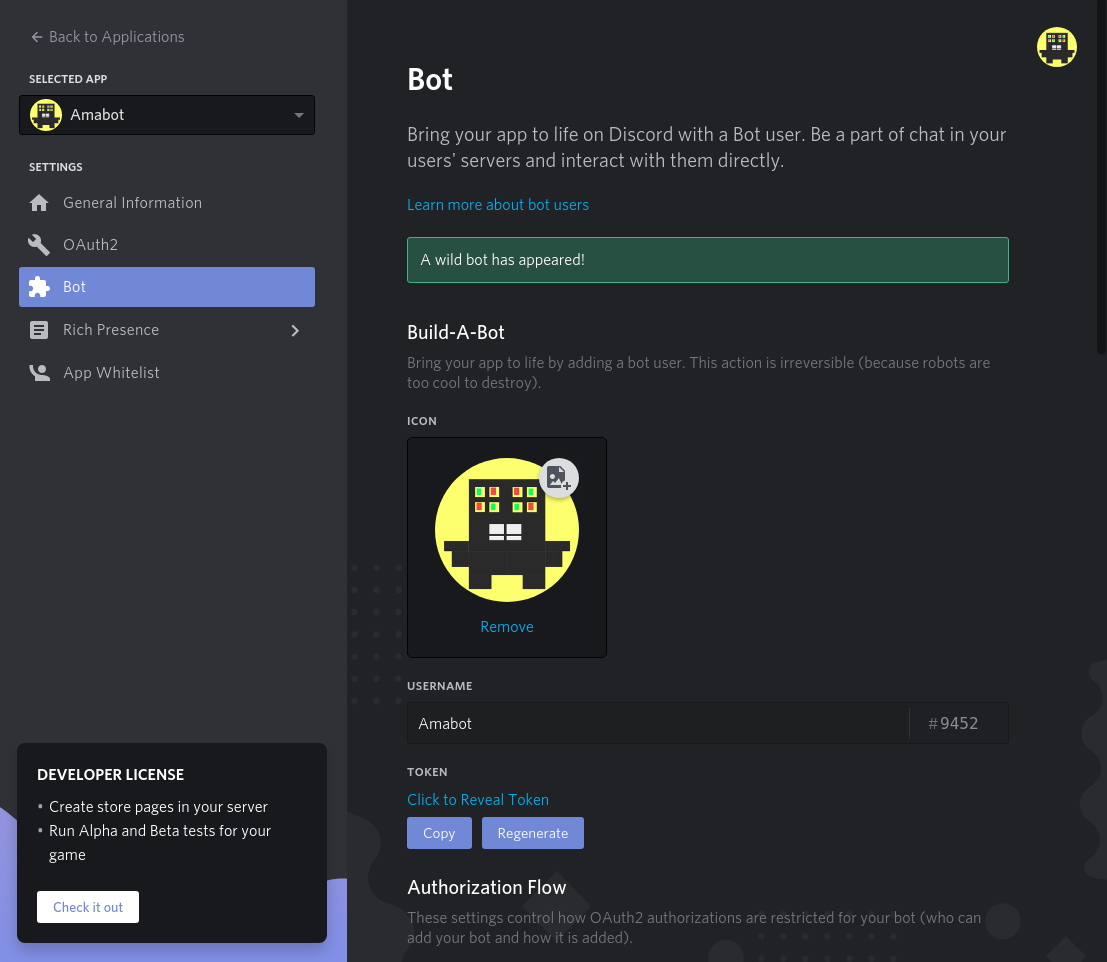 Back to Applications
SELECTED APP
Amabot
SETTINGS
General Information
OAuth2
Bot
Rich Presence
App Whitelist
DEVELOPER LICENSE
• Create store pages in your server
• Run Alpha and Beta tests for your
game
Check it out
Bot
Bring your app to life on Discord with a Bot user. Be a part of chat in your
users' servers and interact with them directly.
Learn more about bot users
A wild bot has appeared!
Build-A-Bot
Bring your app to life by adding a bot user. This action is irreversible (because robots are
too cool to destroy).
ICON
Remove
USERNAME
Amabot #9452
TOKEN
Click to Reveal Token
Copy Regenerate
Authorization Flow
These settings control how OAuth2 authorizations are restricted for your bot (who can
add your bot and how it is added).